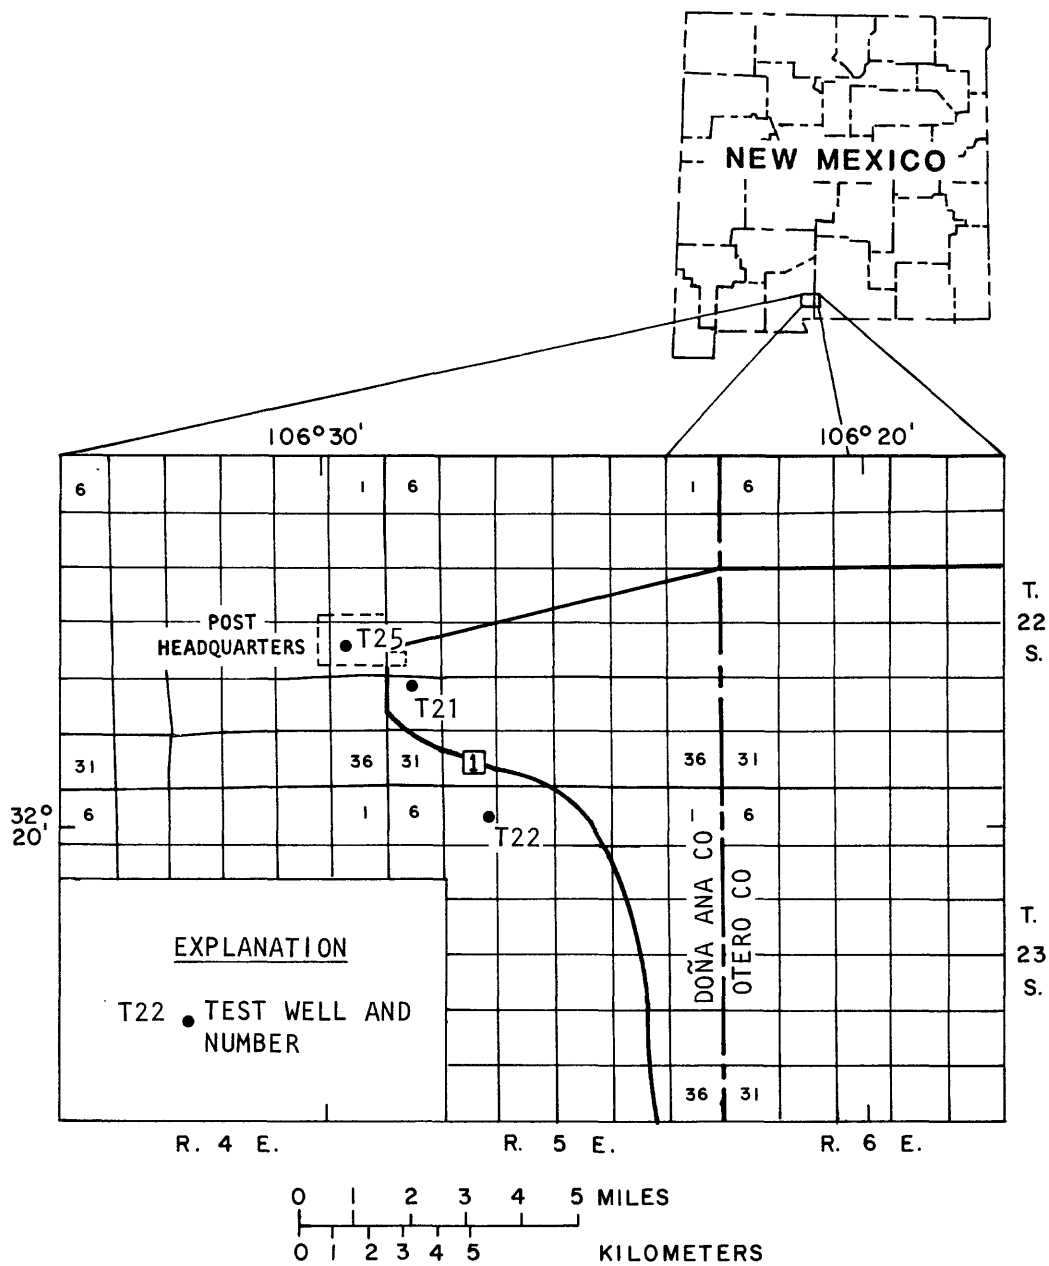 NEW MEXICO
106° 30' 106° 20'
6 1 6 1 6
T.
22
S.
POST
HEADQUARTERS
T25
T21
1
31 36 31 36 31
32°
20'
6 1 6 1 6
T22
DOÑA ANA CO
OTERO CO
T.
23
S.
EXPLANATION
T22 TEST WELL AND
NUMBER
36 31
R. 4 E. R. 5 E. R. 6 E.
0 1 2 3 4 5 MILES
0 1 2 3 4 5 KILOMETERS